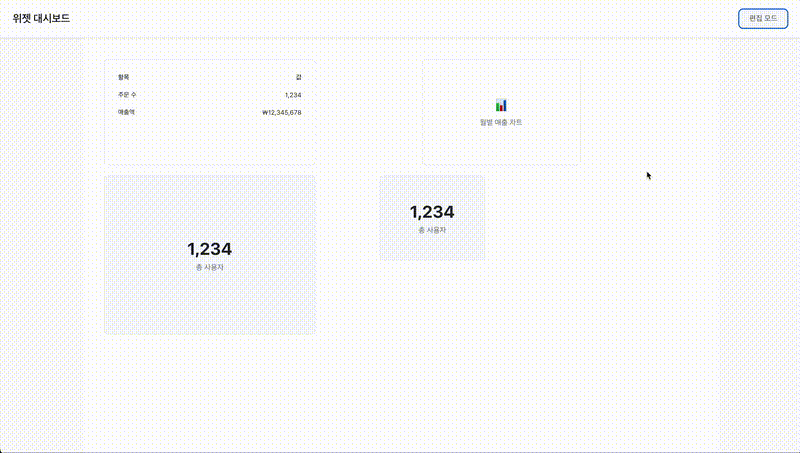 위젯 대시보드
편집 모드
항목 값
주문 수 1,234
매출액 ₩12,345,678
월별 매출 차트
1,234
총 사용자
1,234
총 사용자